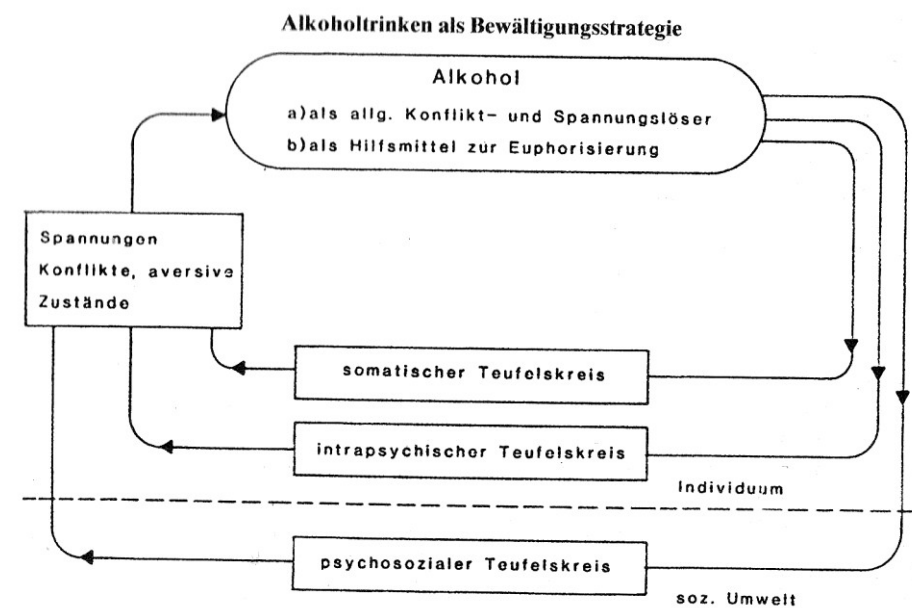 Alkoholtrinken als Bewältigungsstrategie
Alkohol
a)als allg. Konflikt- und Spannungslöser
b)als Hilfsmittel zur Euphorisierung
Spannungen
Konflikte, aversive
Zustände
somatischer Teufelskreis
intrapsychischer Teufelskreis
Individuum
psychosozialer Teufelskreis
soz. Umwelt